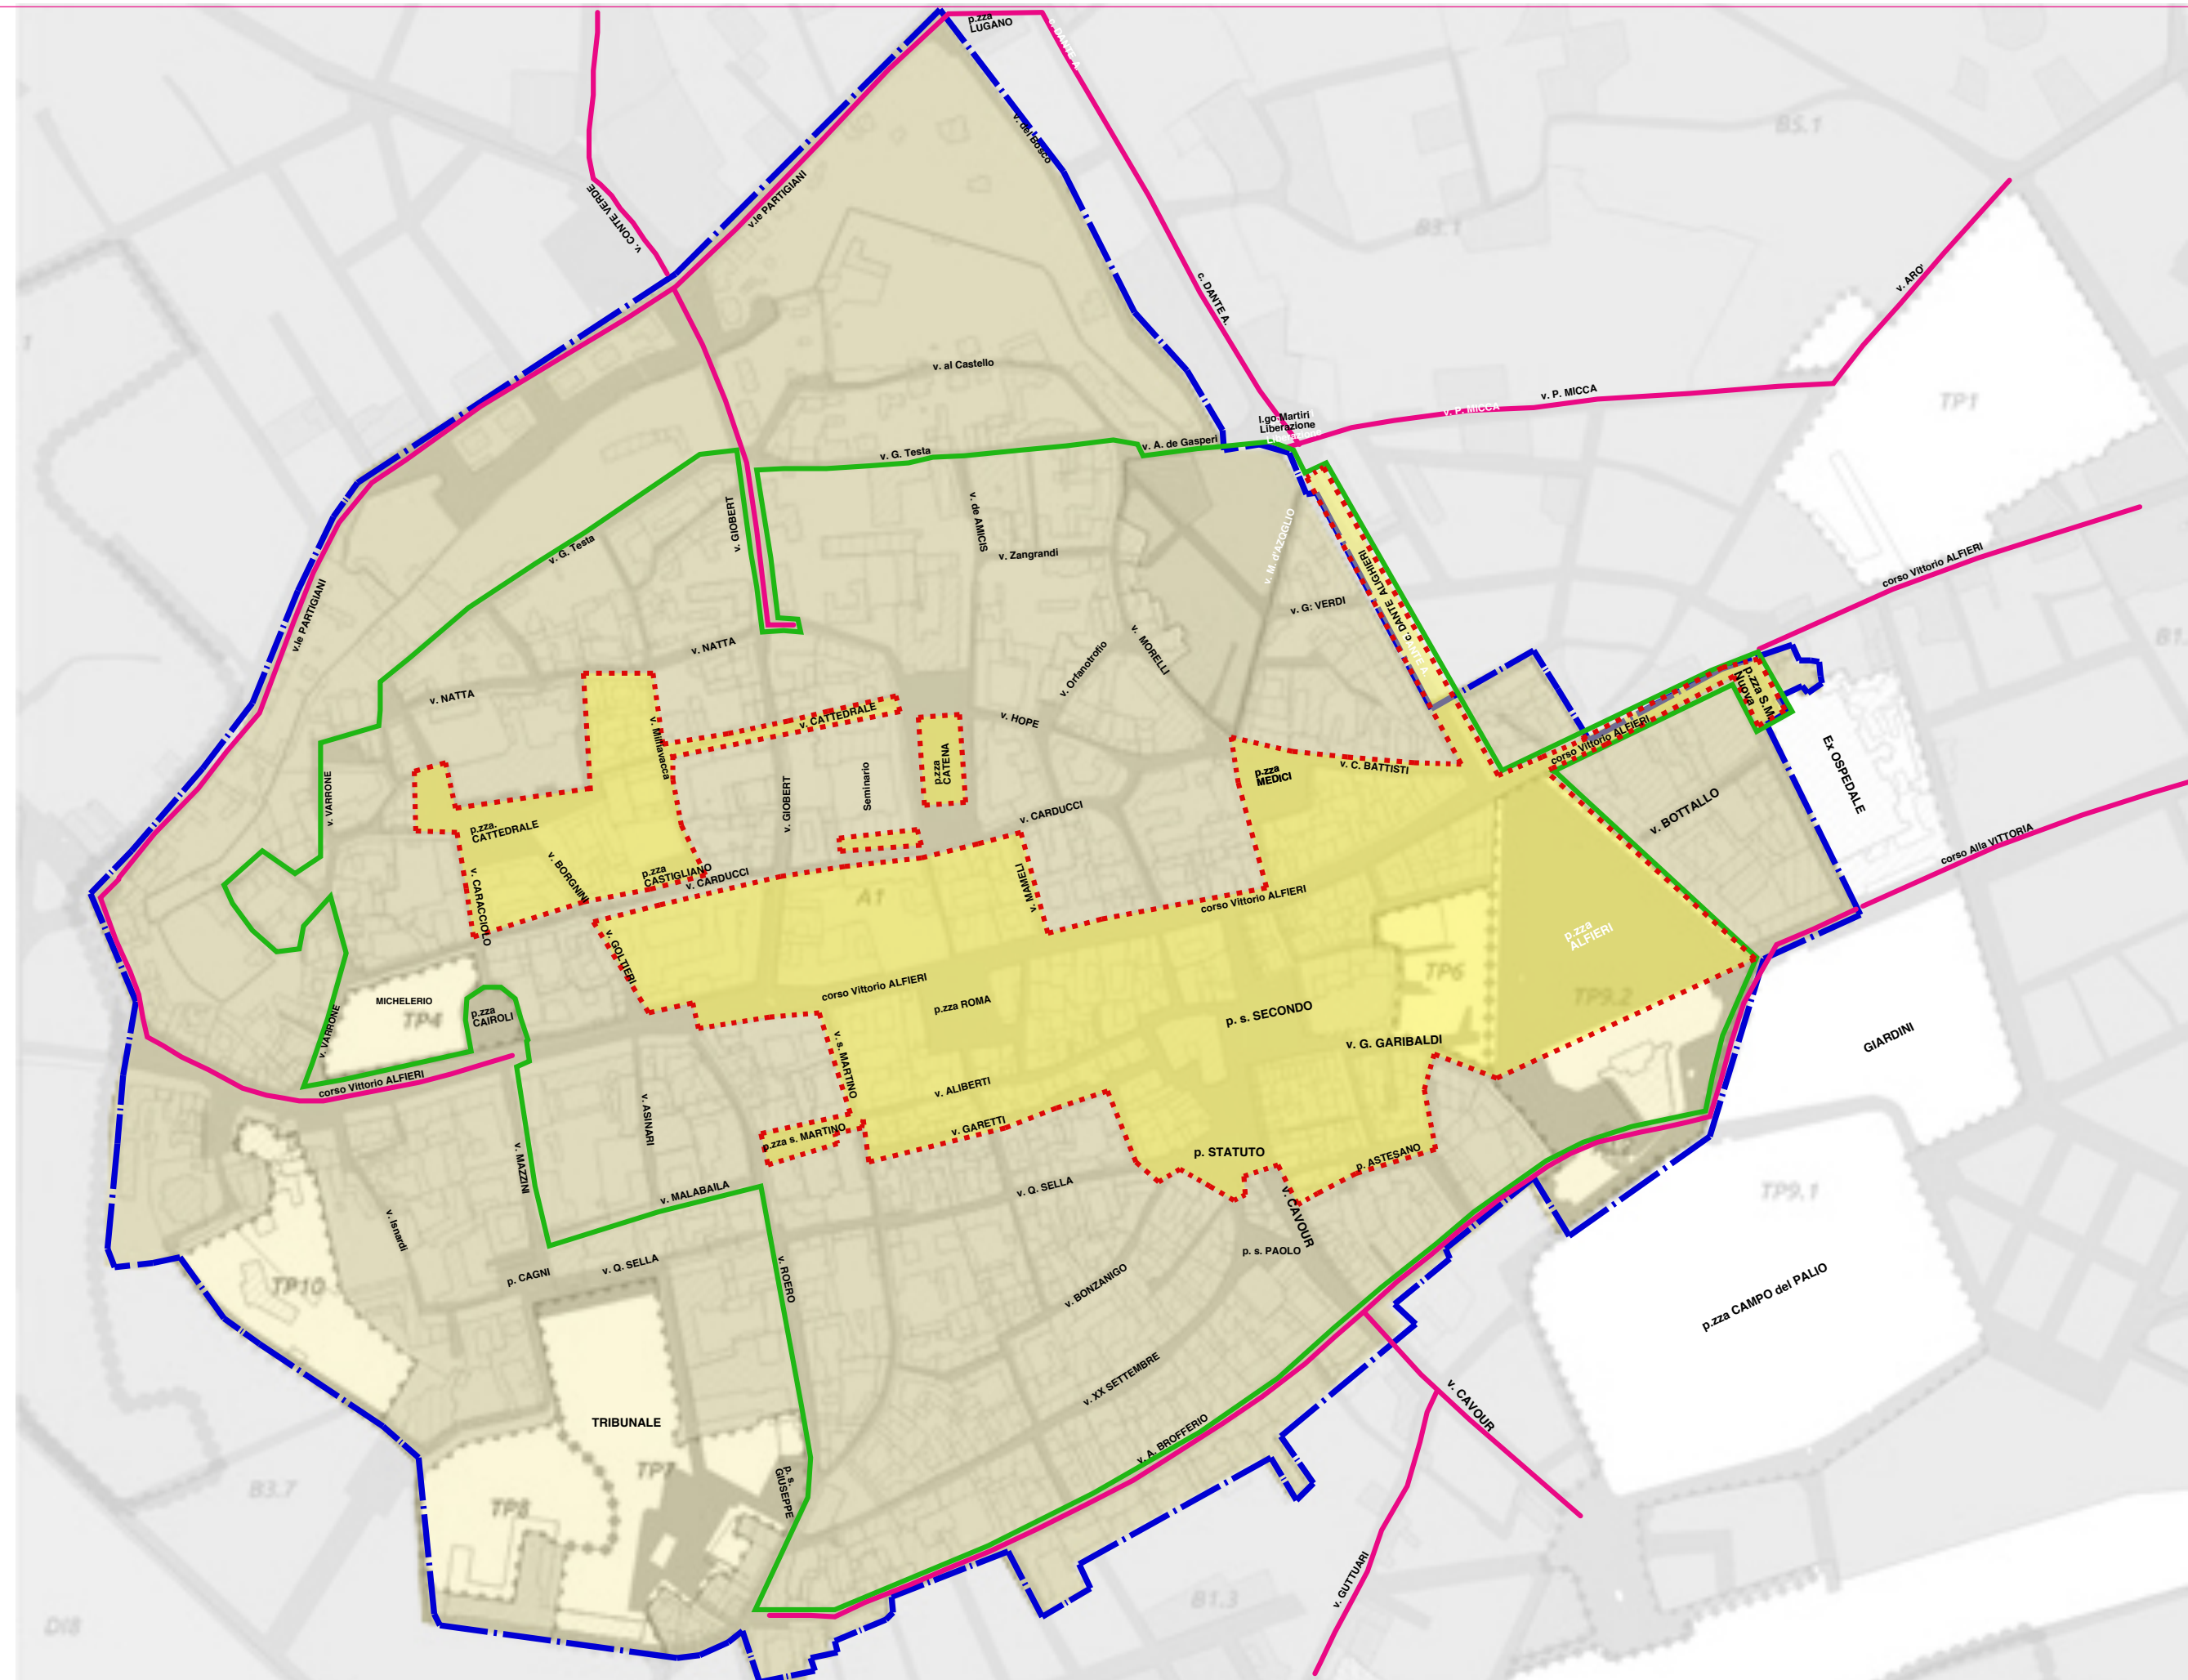 p.zza
LUGANO
c. DANTE A.
v. del Bosco
BS.1
v. CONTE VERDE
v.le PARTIGIANI
B3.1
c. DANTE A.
v. ARO'
v. al Castello
v. P. MICCA
v. P. MICCA
TP1
l.go Martiri
Liberazione
Liberazione
v. G. Testa
v. A. de Gasperi
v. GIOBERT
v. de AMICIS
v. M. d'AZOGLIO
v. G. Testa
v. Zangrandi
c. DANTE ALIGHIERI
corso Vittorio ALFIERI
v.le PARTIGIANI
v. G: VERDI
v. NATTA
v. Orfanotrofio
v. MORELLI
v. NATTA
v. CATTEDRALE
v. HOPE
p.zza S.M.
Nuova
v. Milliavacca
corso Vittorio ALFIERI
Ex OSPEDALE
p.zza
CATENA
Seminario
p.zza
MEDICI
v. C. BATTISTI
v. VARRONE
v. GIOBERT
v. CARDUCCI
v. BOTTALLO
p.zza.
CATTEDRALE
corso Alla VITTORIA
v. BORGNINI
p.zza
CASTIGLIANO
v. CARDUCCI
v. CARACCIOLO
A1
v. MAMELI
corso Vittorio ALFIERI
p.zza
ALFIERI
v. GOLTIERI
TP6
corso Vittorio ALFIERI
MICHELERIO
TP4
p.zza
CAIROLI
p.zza ROMA
p. s. SECONDO
TP9.2
v. VARRONE
v. G. GARIBALDI
GIARDINI
v. s. MARTINO
corso Vittorio ALFIERI
v. ALIBERTI
v. ASINARI
v. GARETTI
p.zza s. MARTINO
v. MAZZINI
p. STATUTO
p. ASTESANO
v. MALABAILA
v. Q. SELLA
v. CAVOUR
TP9.1
v. Isnardi
p. s. PAOLO
v. Q. SELLA
p. CAGNI
v. ROERO
TP10
v. BONZANIGO
p.zza CAMPO del PALIO
v. XX SETTEMBRE
v. CAVOUR
TRIBUNALE
v. A. BROFFERIO
TP7
p. s.
GIUSEPPE
B3.7
TP8
v. GUTTUARI
B1.3